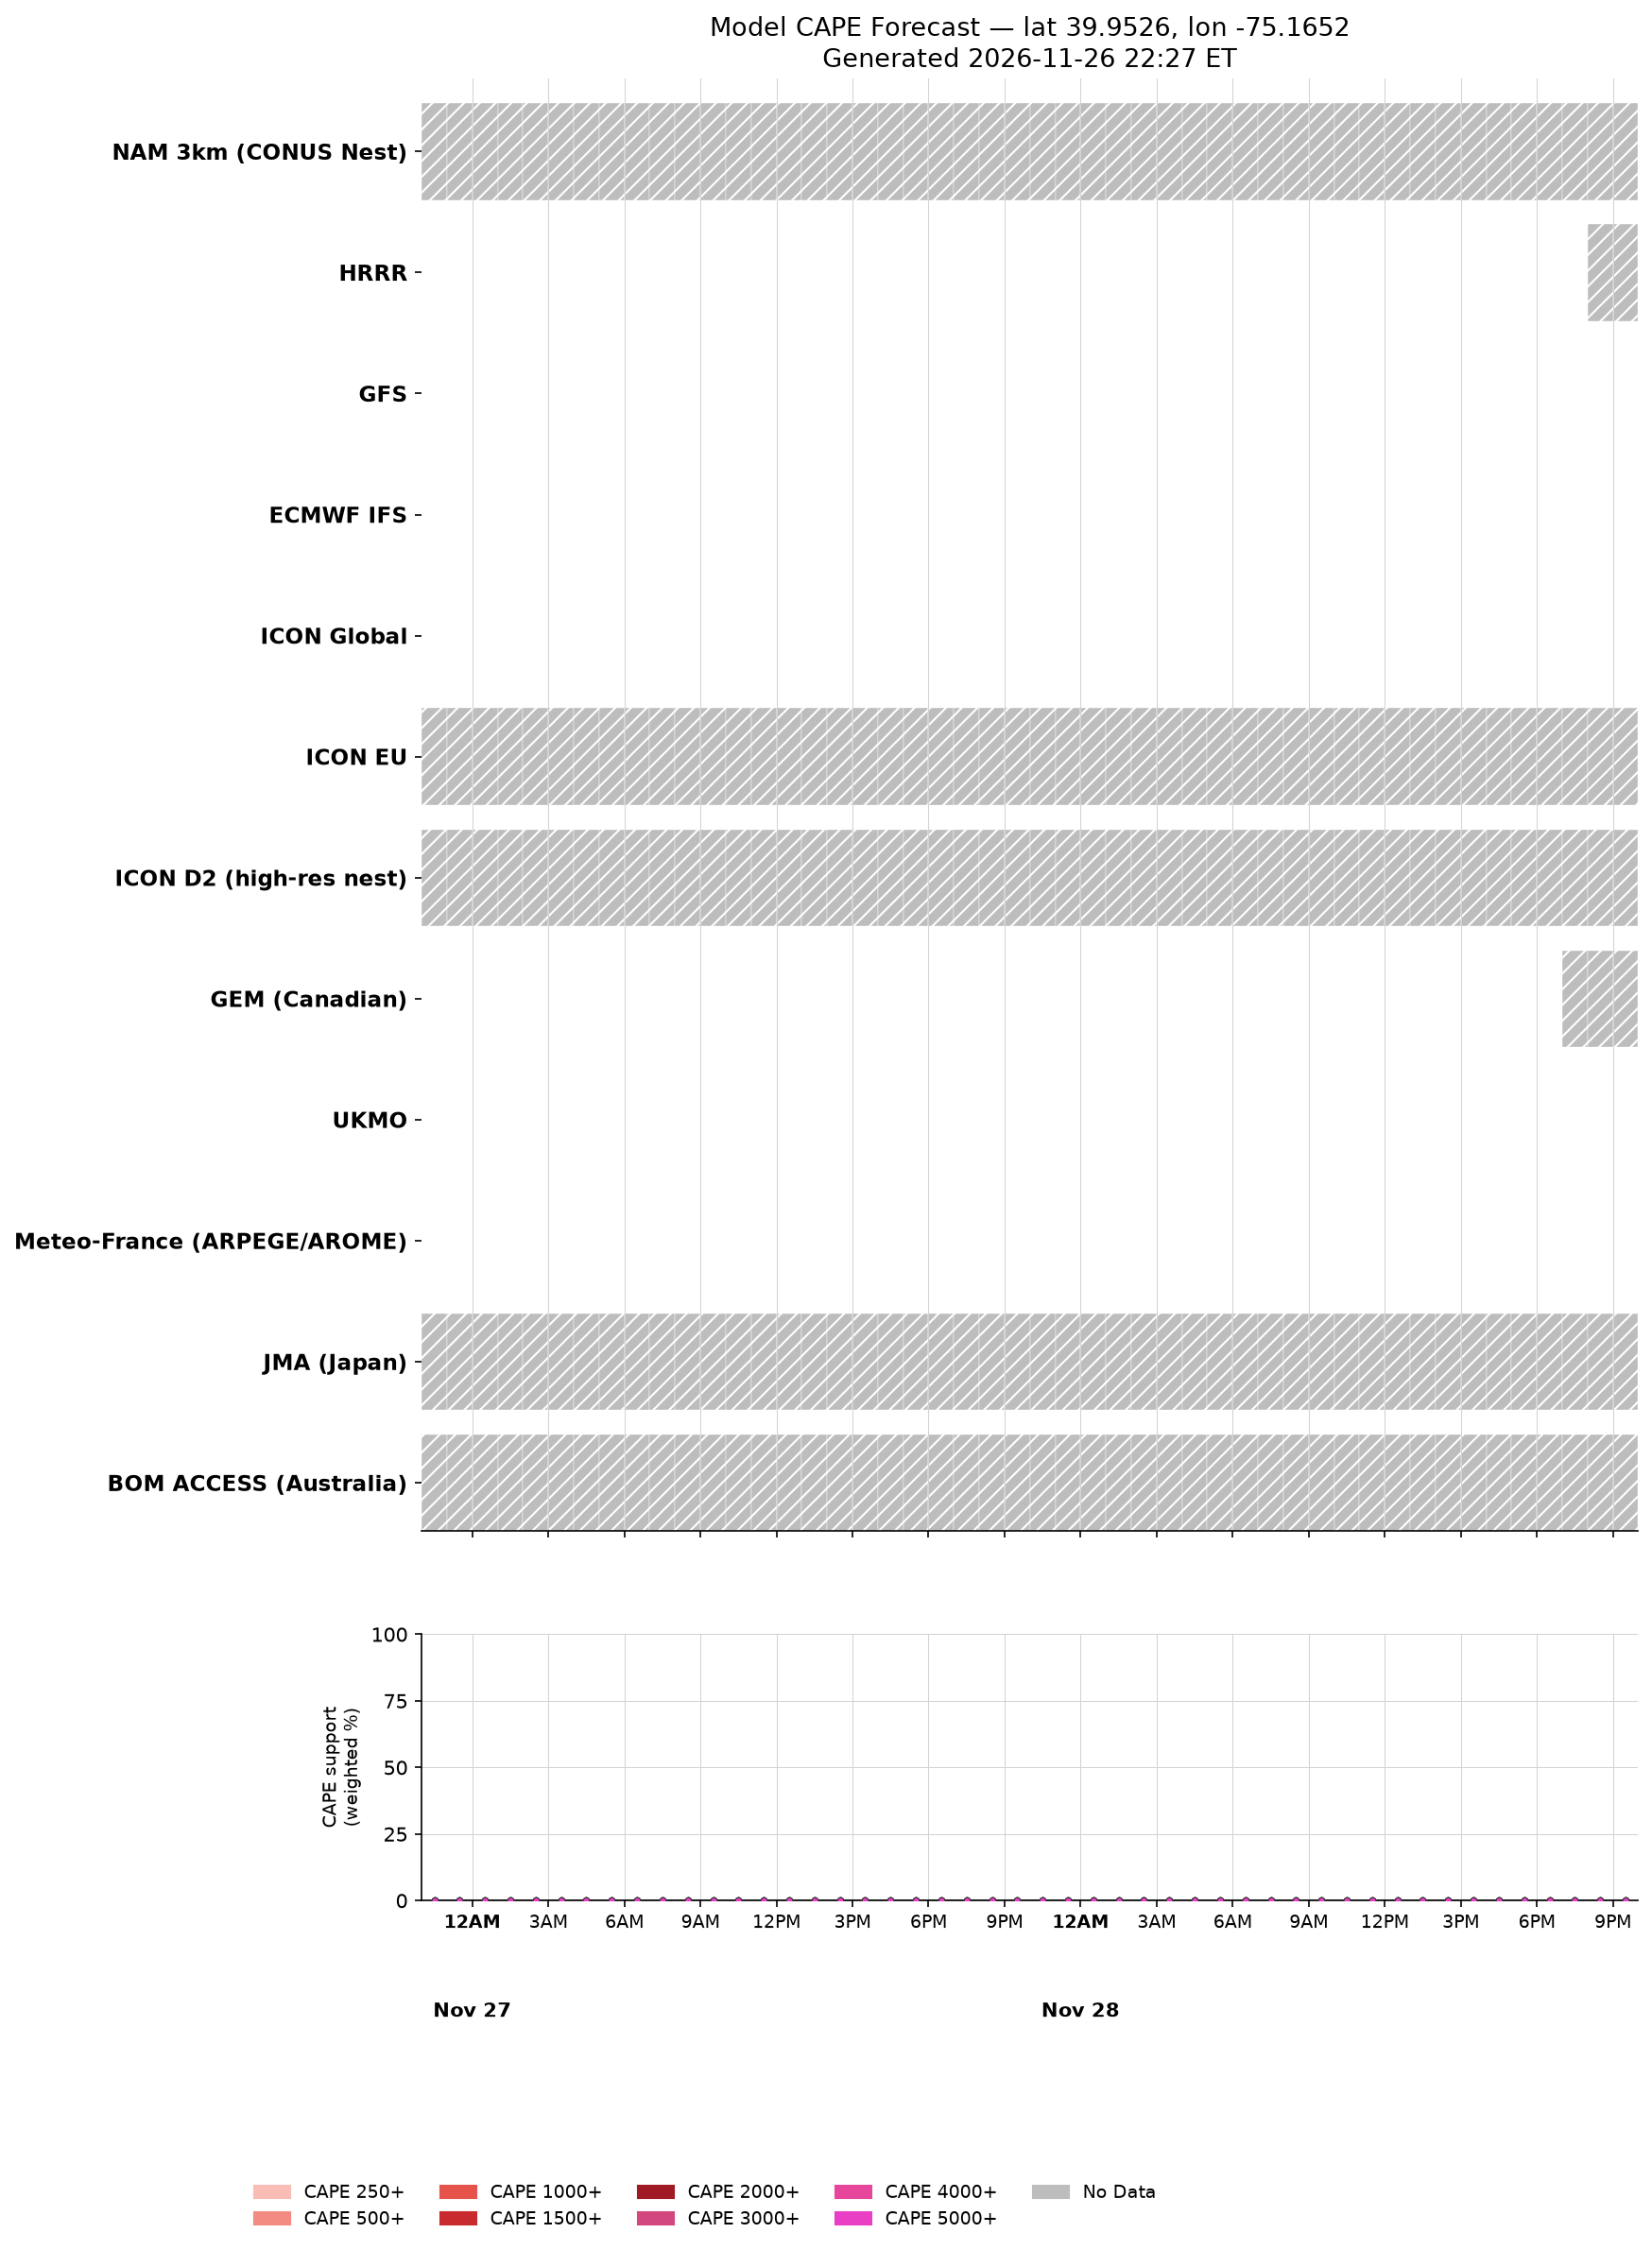 Model CAPE Forecast — lat 39.9526, lon -75.1652
Generated 2026-11-26 22:27 ET
NAM 3km (CONUS Nest)
HRRR
GFS
ECMWF IFS
ICON Global
ICON EU
ICON D2 (high-res nest)
GEM (Canadian)
UKMO
Meteo-France (ARPEGE/AROME)
JMA (Japan)
BOM ACCESS (Australia)
CAPE support
(weighted %)
100
75
50
25
0
12AM 3AM 6AM 9AM 12PM 3PM 6PM 9PM 12AM 3AM 6AM 9AM 12PM 3PM 6PM 9PM
Nov 27 Nov 28
CAPE 250+ CAPE 1000+ CAPE 2000+ CAPE 4000+ No Data
CAPE 500+ CAPE 1500+ CAPE 3000+ CAPE 5000+